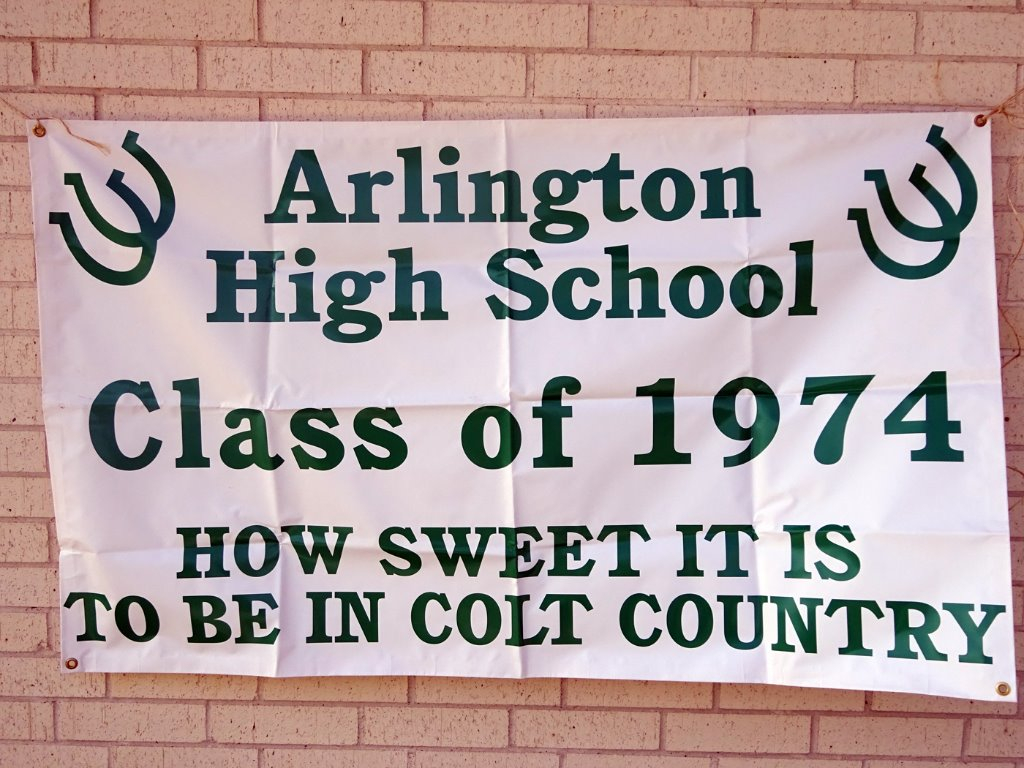 Arlington
High School
Class of 1974
HOW SWEET IT IS
TO BE IN COLT COUNTRY